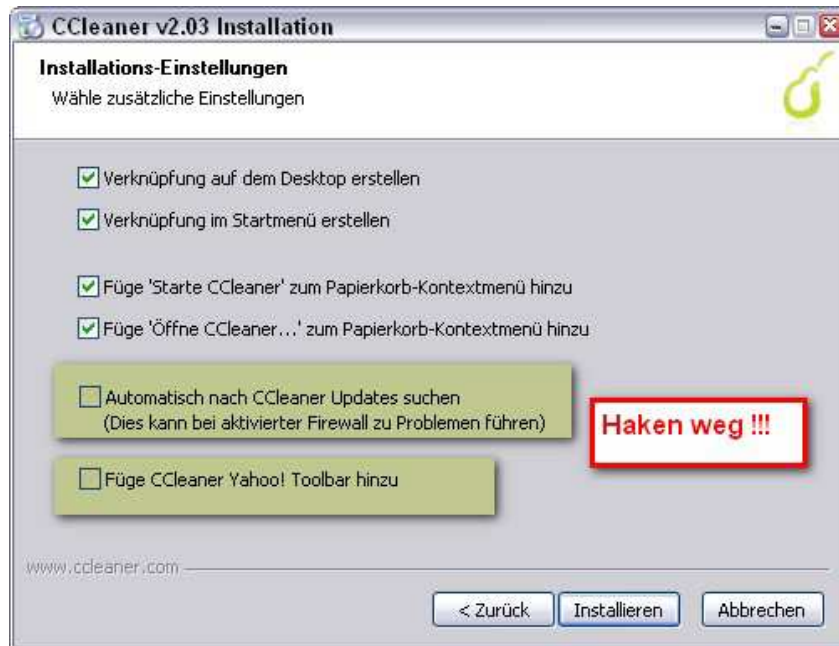 CCleaner v2.03 Installation
Installations-Einstellungen
Wähle zusätzliche Einstellungen
Verknüpfung auf dem Desktop erstellen
Verknüpfung im Startmenü erstellen
Füge 'Starte CCleaner' zum Papierkorb-Kontextmenü hinzu
Füge 'Öffne CCleaner...' zum Papierkorb-Kontextmenü hinzu
Automatisch nach CCleaner Updates suchen
(Dies kann bei aktivierter Firewall zu Problemen führen)
Haken weg !!!
Füge CCleaner Yahoo! Toolbar hinzu
www.ccleaner.com
< Zurück
Installieren
Abbrechen